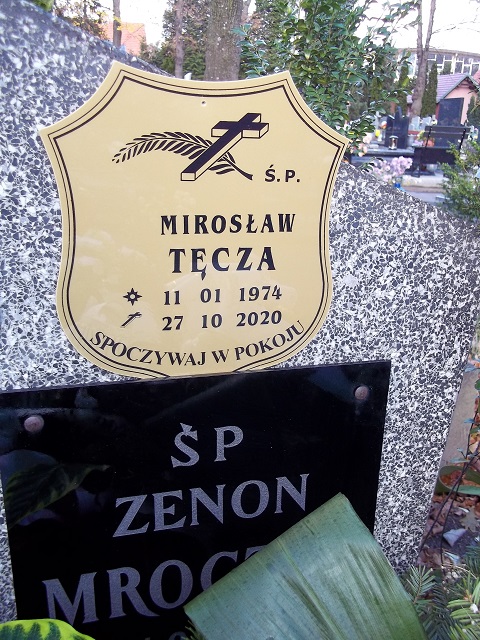 Ś.P.
MIROSŁAW
TĘCZA
11 01 1974
27 10 2020
SPOCZYWAJ W POKOJU
ŚP
ZENON